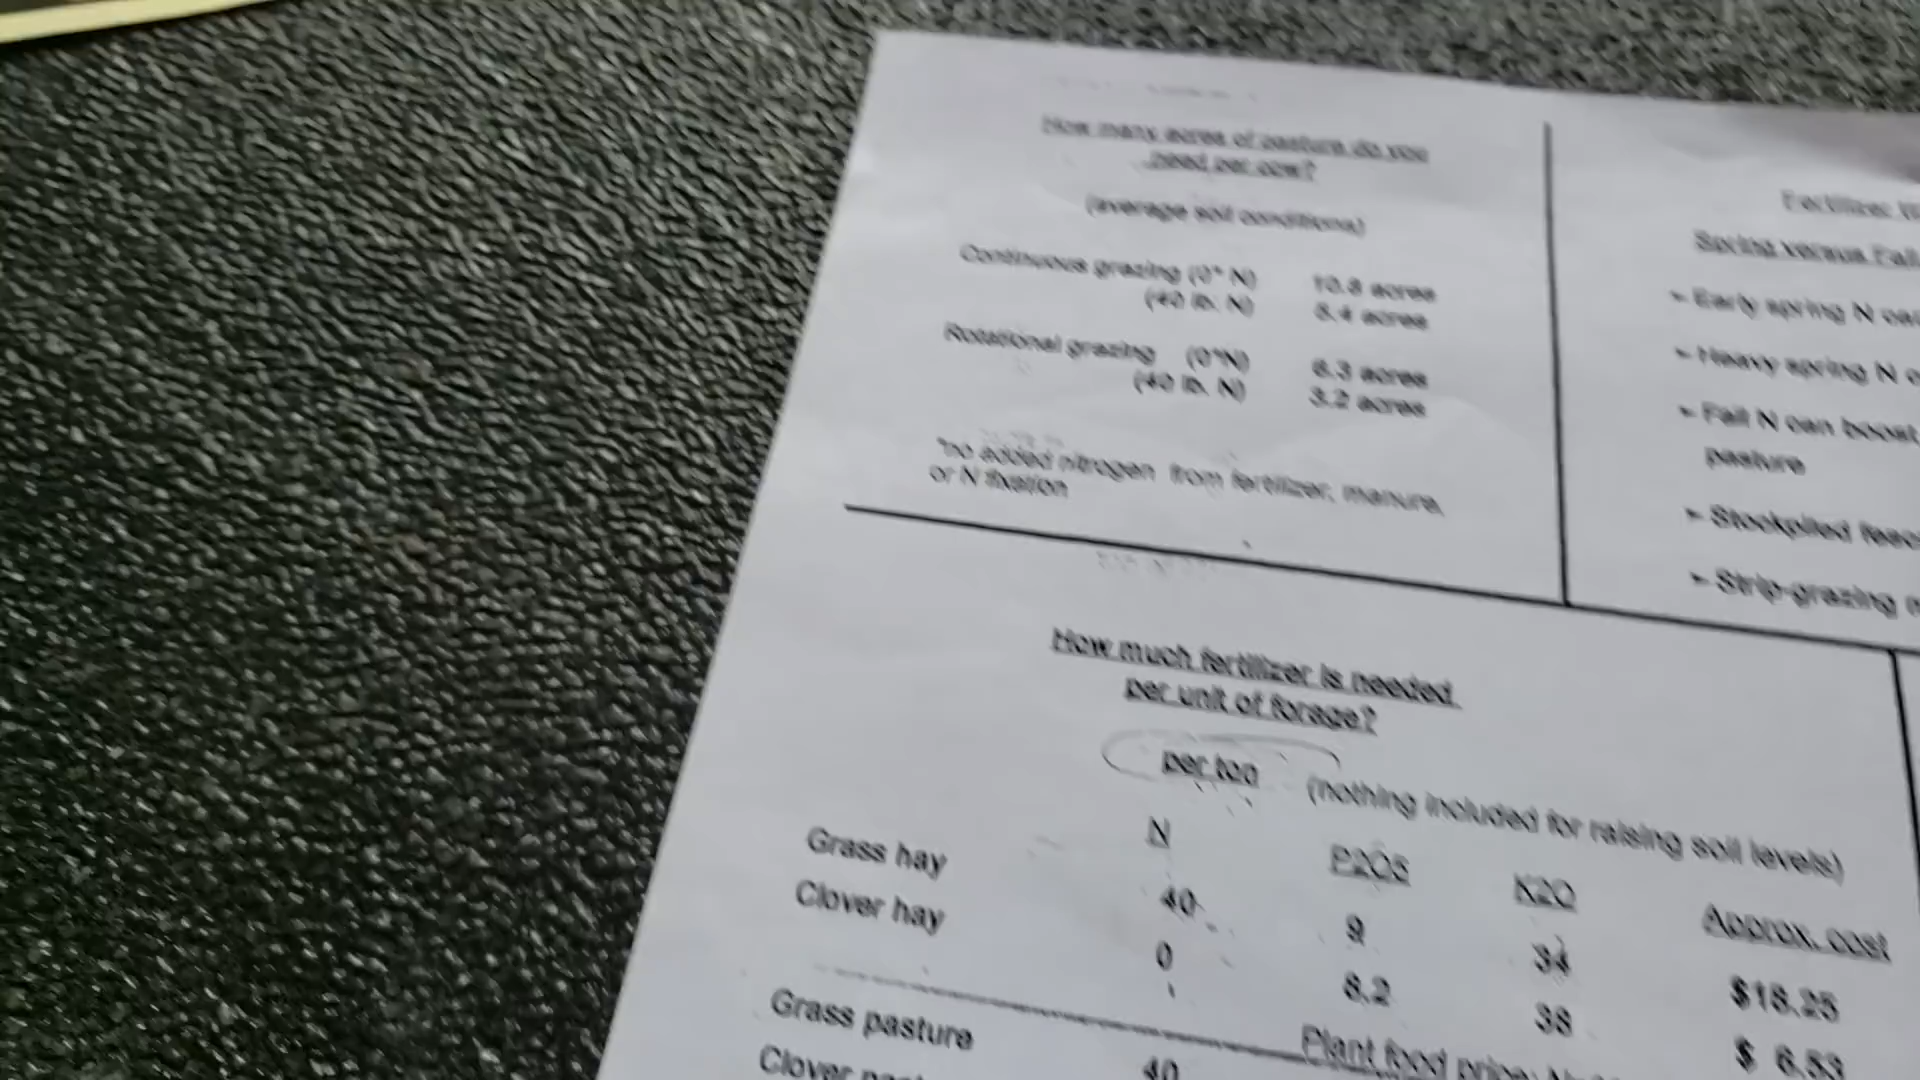 How many acres of pasture do you
need per cow?
(average soil conditions)
Continuous grazing (0* N) 10.8 acres
(40 lb. N) 5.4 acres
Rotational grazing (0*N) 6.3 acres
(40 lb. N) 3.2 acres
*no added nitrogen from fertilizer, manure,
or N fixation
Fertilizer
Spring versus Fall
Early spring N can
Heavy spring N
Fall N can boost
pasture
Stockpiled
Strip-grazing
How much fertilizer is needed
per unit of forage?
per ton (nothing included for raising soil levels)
N P2O5 K2O Approx. cost
Grass hay 40 9 34 $18.25
Clover hay 0 8.2 38 $ 6.53
Plant food price:
Grass pasture 40
Clover